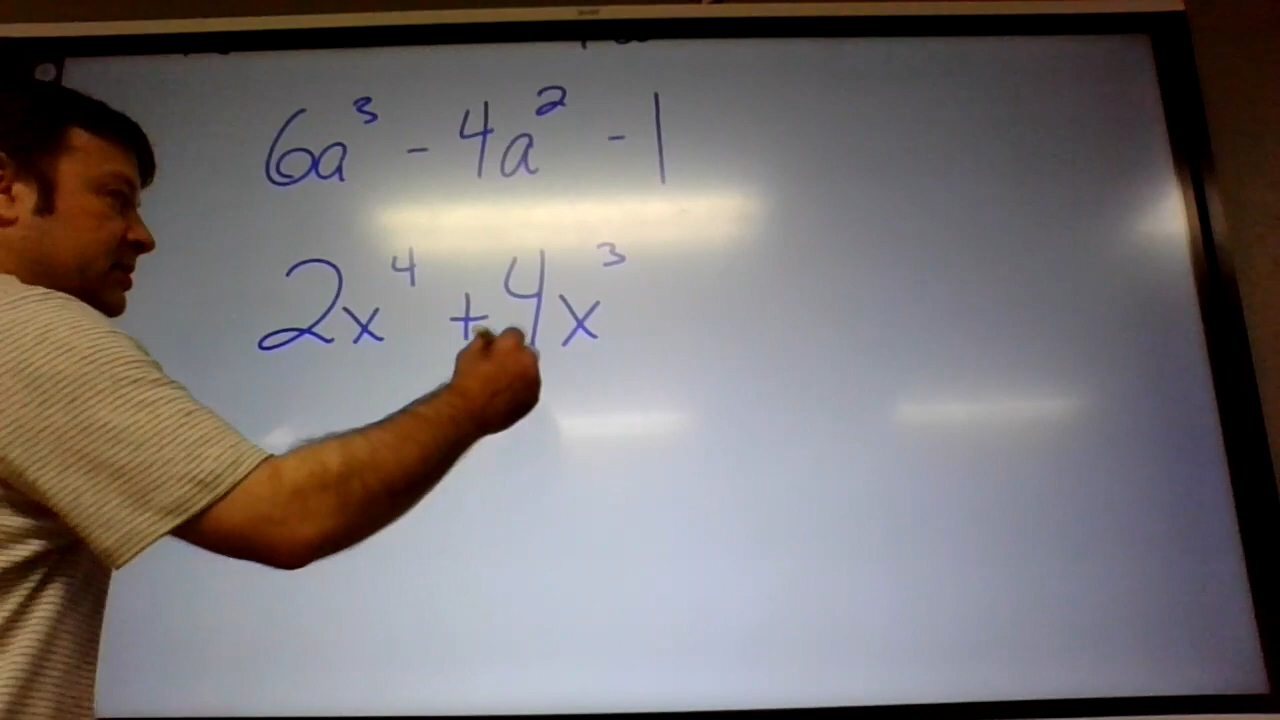 6a³ - 4a² - 1
2x⁴ + 4x³